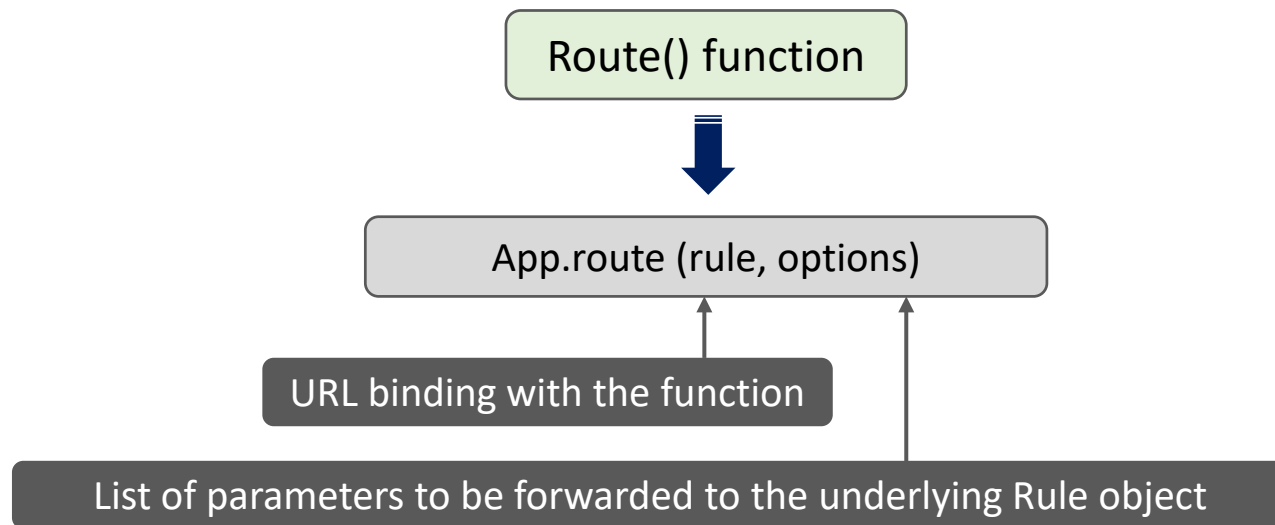 Route() function
App.route (rule, options)
URL binding with the function
List of parameters to be forwarded to the underlying Rule object